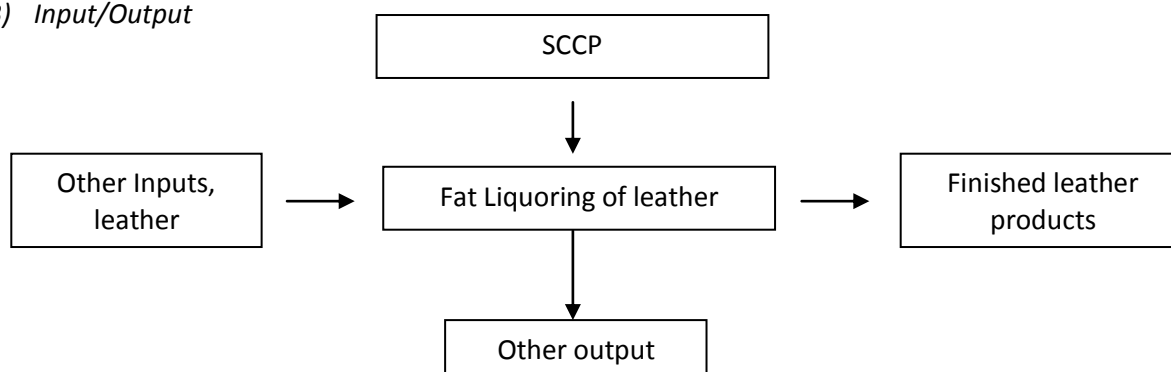 ) Input/Output
SCCP
Other Inputs,
leather
Fat Liquoring of leather
Finished leather
products
Other output